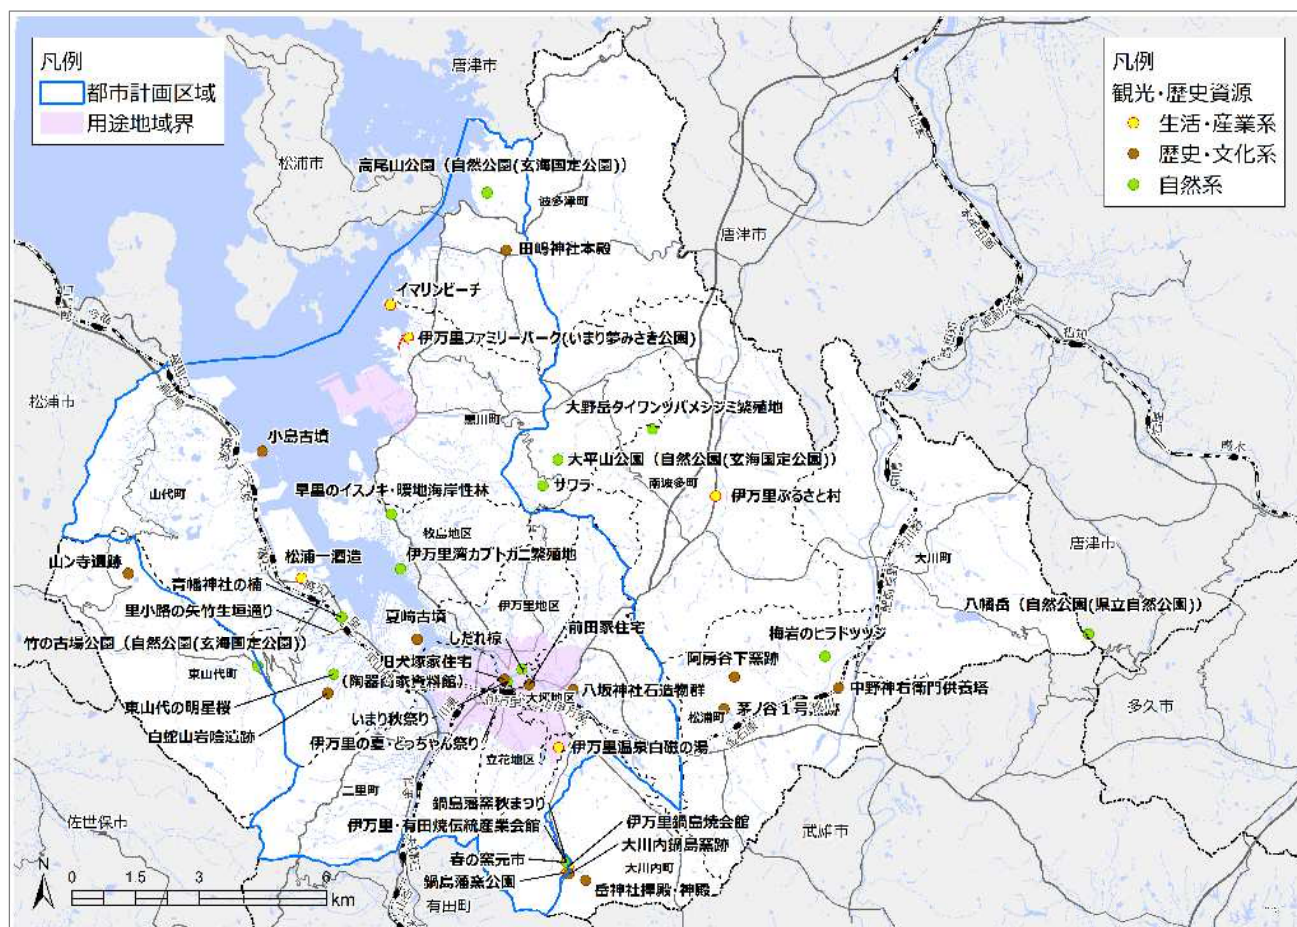 凡例
都市計画区域
用途地域界
凡例
観光・歴史資源
生活・産業系
歴史・文化系
自然系
唐津市
松浦市
高尾山公園（自然公園(玄海国定公園)）
波多津町
唐津市
田嶋神社本殿
イマリンビーチ
伊万里ファミリーパーク(いまり夢みさき公園)
松浦市
黒川町
大野岳タイワンツバメシジミ繁殖地
小島古墳
大平山公園（自然公園(玄海国定公園)）
サワラ
南波多町
伊万里ふるさと村
山代町
早里のイスノキ・暖地海岸性林
牧島地区
大川町
唐津市
山ン寺遺跡
松浦一酒造
伊万里湾カブトガニ繁殖地
青幡神社の楠
里小路の矢竹生垣通り
伊万里地区
八幡岳（自然公園(県立自然公園)）
夏崎古墳
しだれ椋
前田家住宅
梅岩のヒラドツツジ
竹の古場公園（自然公園(玄海国定公園)）
東山代町
旧犬塚家住宅
（陶器商家資料館）
阿房谷下窯跡
大坪地区
八坂神社石造物群
中野神右衛門供養塔
東山代の明星桜
白蛇山岩陰遺跡
いまり秋祭り
松浦町
茅ノ谷１号窯跡
多久市
伊万里の夏・どっちゃん祭り
立花地区
伊万里温泉白磁の湯
二里町
鍋島藩窯秋まつり
伊万里・有田焼伝統産業会館
伊万里鍋島焼会館
大川内鍋島窯跡
佐世保市
武雄市
春の窯元市
大川内町
鍋島藩窯公園
岳神社拝殿・神殿
有田町
N
0 1.5 3 6
km